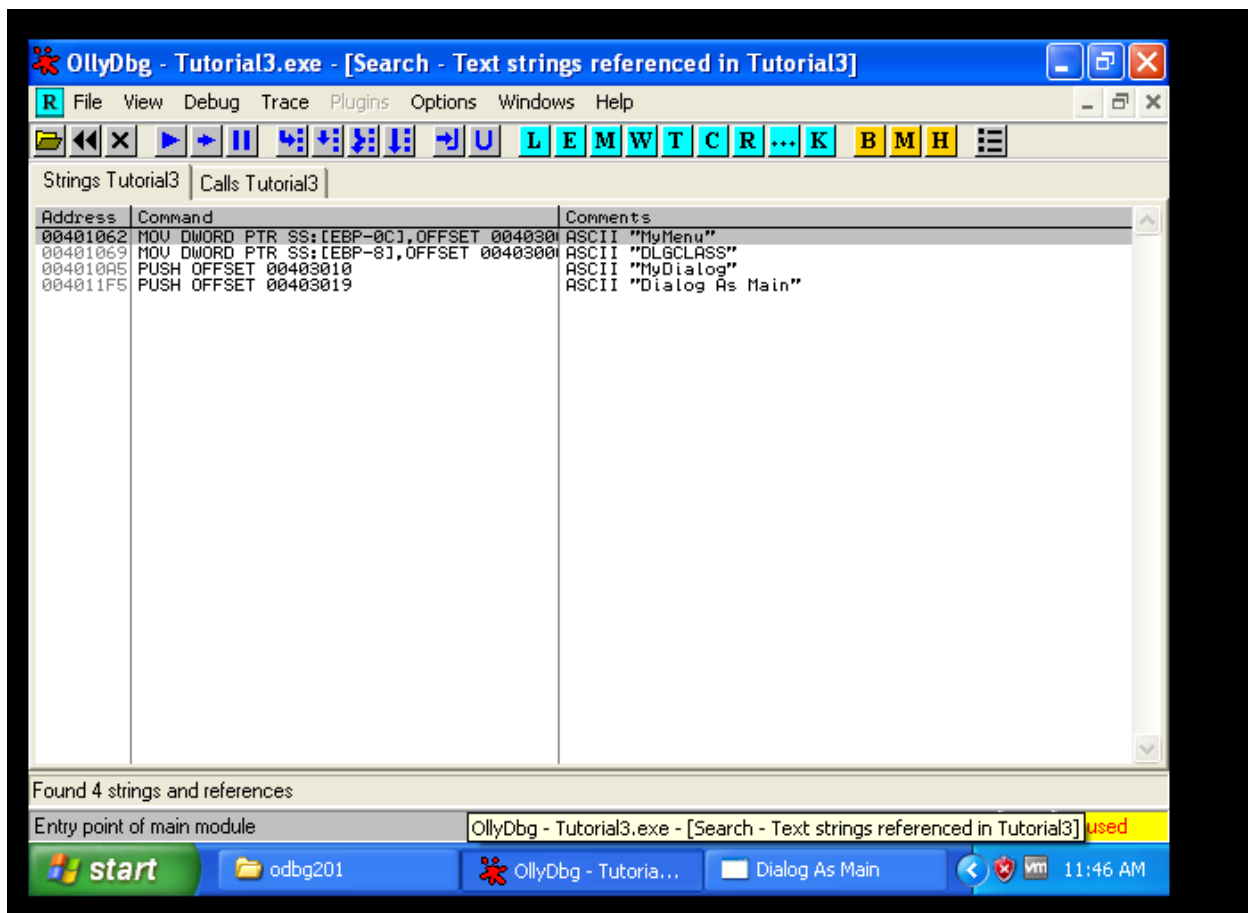 OllyDbg - Tutorial3.exe - [Search - Text strings referenced in Tutorial3]
R File View Debug Trace Plugins Options Windows Help
U L E M W T C R ... K B M H
Strings Tutorial3 Calls Tutorial3
Address Command Comments
00401062 MOV DWORD PTR SS:[EBP-0C],OFFSET 0040300 ASCII "MyMenu"
00401069 MOV DWORD PTR SS:[EBP-8],OFFSET 0040300 ASCII "DLGCLASS"
004010A5 PUSH OFFSET 00403010 ASCII "MyDialog"
004011F5 PUSH OFFSET 00403019 ASCII "Dialog As Main"
Found 4 strings and references
Entry point of main module OllyDbg - Tutorial3.exe - [Search - Text strings referenced in Tutorial3] used
start odbg201 OllyDbg - Tutoria... Dialog As Main vm 11:46 AM